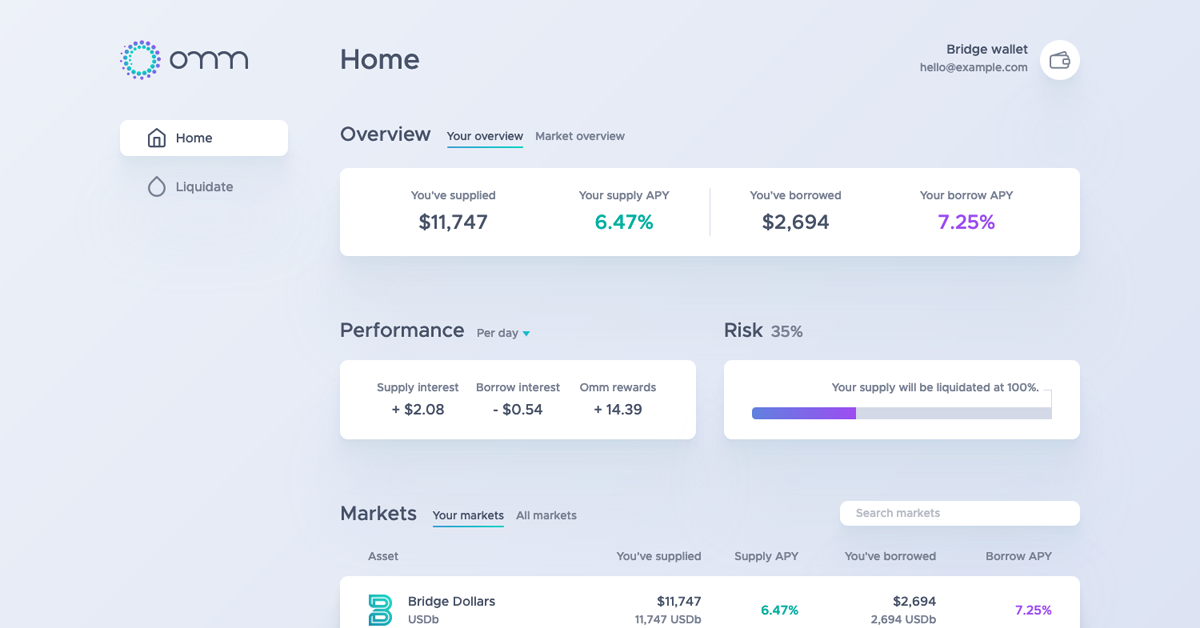 omm
Home
Bridge wallet
hello@example.com
Home
Liquidate
Overview
Your overview
Market overview
You've supplied
$11,747
Your supply APY
6.47%
You've borrowed
$2,694
Your borrow APY
7.25%
Performance
Per day
Supply interest
+ $2.08
Borrow interest
- $0.54
Omm rewards
+ 14.39
Risk 35%
Your supply will be liquidated at 100%.
Markets
Your markets
All markets
Search markets
Asset You've supplied Supply APY You've borrowed Borrow APY
Bridge Dollars $11,747 6.47% $2,694 7.25%
USDb 11,747 USDb 2,694 USDb